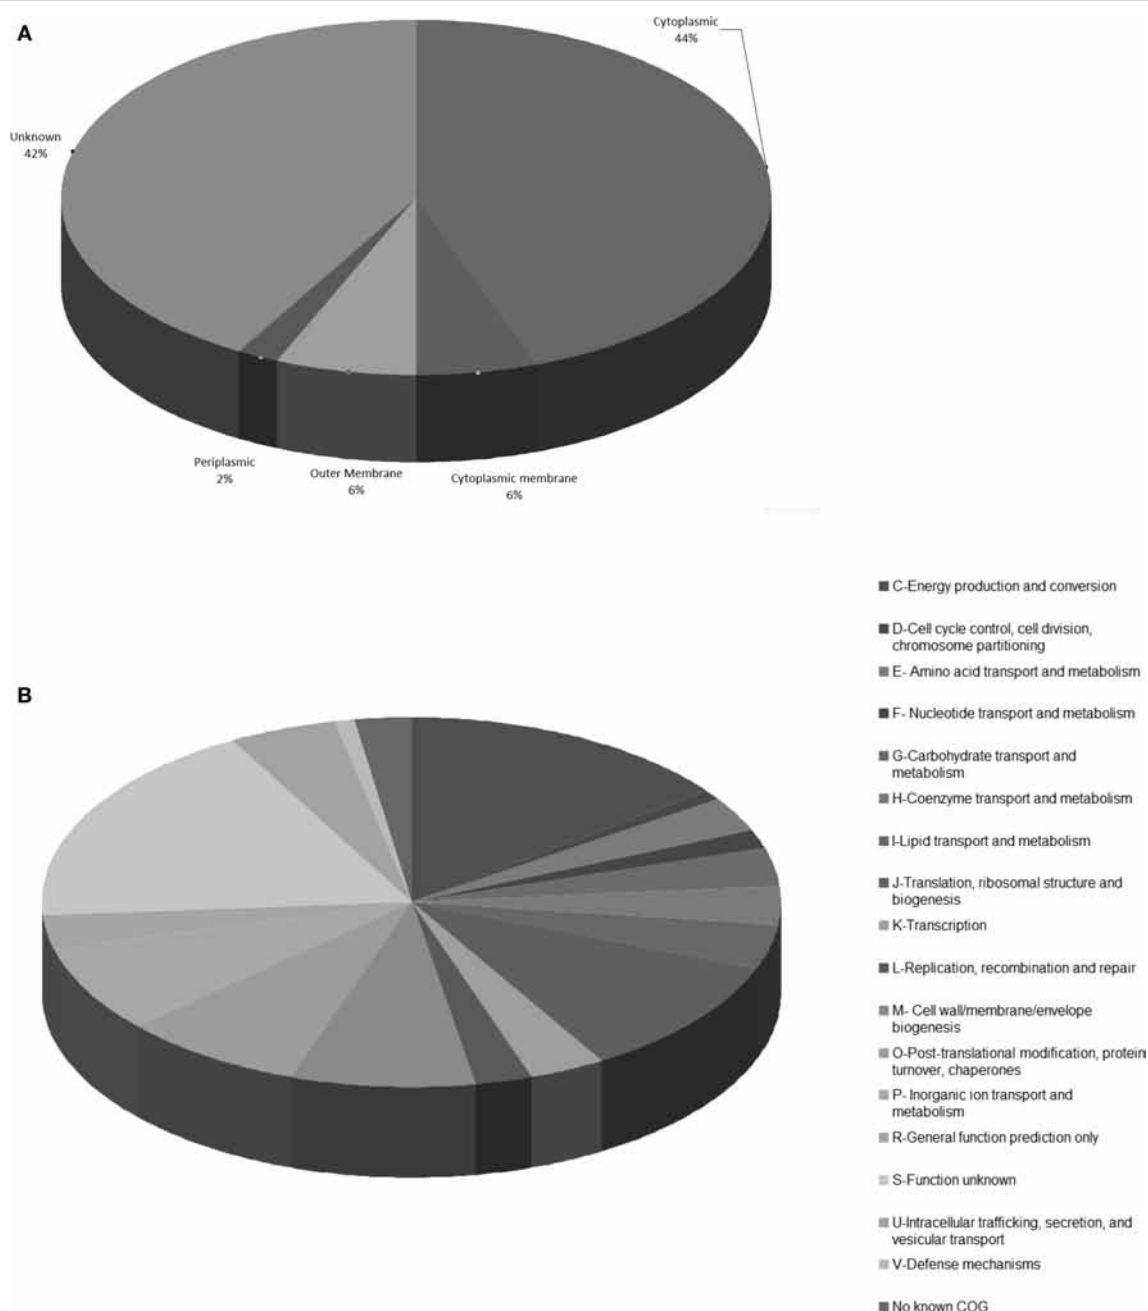 A
Cytoplasmic
44%
Unknown
42%
Periplasmic
2%
Outer Membrane
6%
Cytoplasmic membrane
6%
B
C-Energy production and conversion
D-Cell cycle control, cell division,
chromosome partitioning
E- Amino acid transport and metabolism
F- Nucleotide transport and metabolism
G-Carbohydrate transport and
metabolism
H-Coenzyme transport and metabolism
I-Lipid transport and metabolism
J-Translation, ribosomal structure and
biogenesis
K-Transcription
L-Replication, recombination and repair
M- Cell wall/membrane/envelope
biogenesis
O-Post-translational modification, protein
turnover, chaperones
P- Inorganic ion transport and
metabolism
R-General function prediction only
S-Function unknown
U-Intracellular trafficking, secretion, and
vesicular transport
V-Defense mechanisms
No known COG